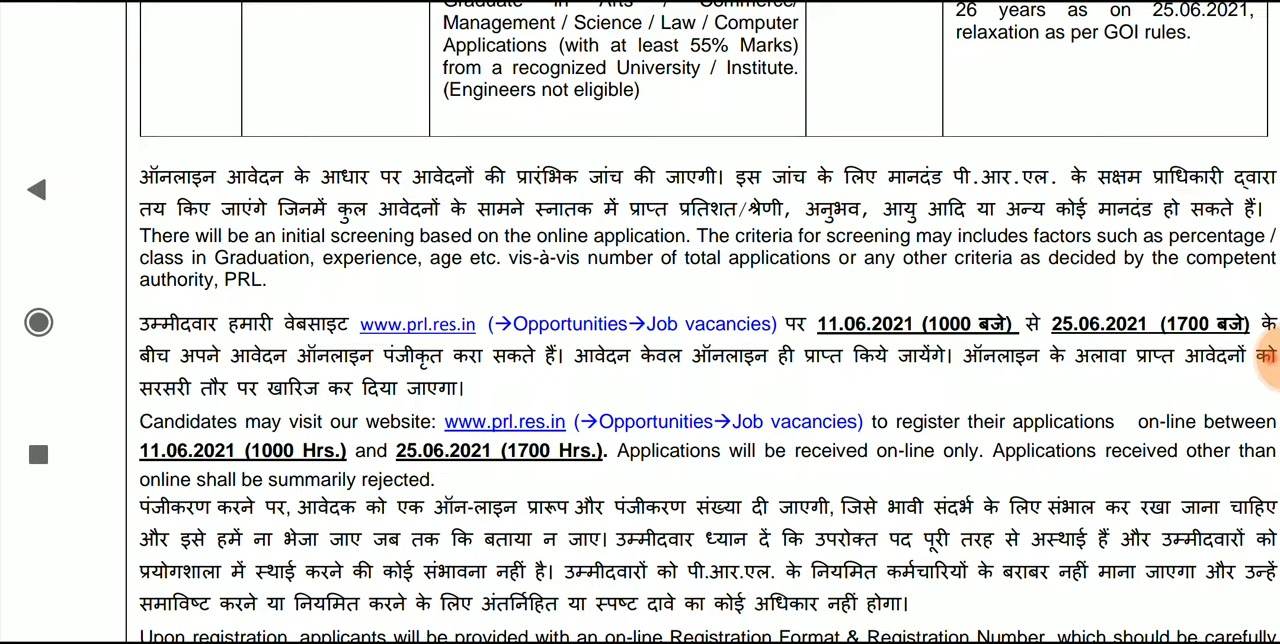 Graduate in Arts / Commerce/
Management / Science / Law / Computer
Applications (with at least 55% Marks)
from a recognized University / Institute.
(Engineers not eligible)
26 years as on 25.06.2021,
relaxation as per GOI rules.
ऑनलाइन आवेदन के आधार पर आवेदनों की प्रारंभिक जांच की जाएगी। इस जांच के लिए मानदंड पी.आर.एल. के सक्षम प्राधिकारी द्वारा
तय किए जाएंगे जिनमें कुल आवेदनों के सामने स्नातक में प्राप्त प्रतिशत/श्रेणी, अनुभव, आयु आदि या अन्य कोई मानदंड हो सकते हैं।
There will be an initial screening based on the online application. The criteria for screening may includes factors such as percentage /
class in Graduation, experience, age etc. vis-à-vis number of total applications or any other criteria as decided by the competent
authority, PRL.
उम्मीदवार हमारी वेबसाइट www.prl.res.in (→Opportunities→Job vacancies) पर 11.06.2021 (1000 बजे) से 25.06.2021 (1700 बजे) के
बीच अपने आवेदन ऑनलाइन पंजीकृत करा सकते हैं। आवेदन केवल ऑनलाइन ही प्राप्त किये जायेंगे। ऑनलाइन के अलावा प्राप्त आवेदनों को
सरसरी तौर पर खारिज कर दिया जाएगा।
Candidates may visit our website: www.prl.res.in (→Opportunities→Job vacancies) to register their applications on-line between
11.06.2021 (1000 Hrs.) and 25.06.2021 (1700 Hrs.). Applications will be received on-line only. Applications received other than
online shall be summarily rejected.
पंजीकरण करने पर, आवेदक को एक ऑन-लाइन प्रारूप और पंजीकरण संख्या दी जाएगी, जिसे भावी संदर्भ के लिए संभाल कर रखा जाना चाहिए
और इसे हमें ना भेजा जाए जब तक कि बताया न जाए। उम्मीदवार ध्यान दें कि उपरोक्त पद पूरी तरह से अस्थाई हैं और उम्मीदवारों को
प्रयोगशाला में स्थाई करने की कोई संभावना नहीं है। उम्मीदवारों को पी.आर.एल. के नियमित कर्मचारियों के बराबर नहीं माना जाएगा और उन्हें
समाविष्ट करने या नियमित करने के लिए अंतर्निहित या स्पष्ट दावे का कोई अधिकार नहीं होगा।
Upon registration, applicants will be provided with an on-line Registration Format & Registration Number, which should be carefully